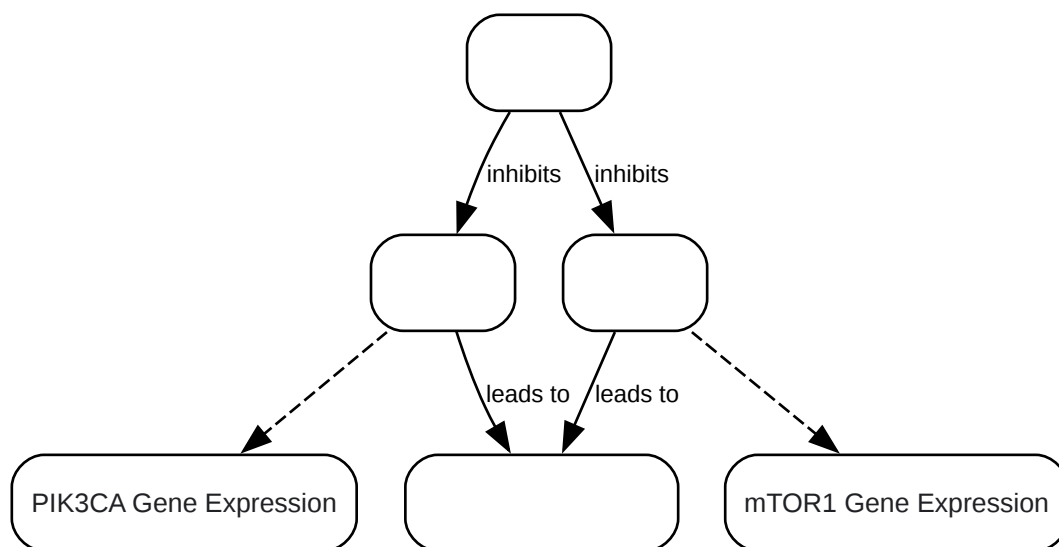 inhibits inhibits
leads to leads to
PIK3CA Gene Expression
mTOR1 Gene Expression